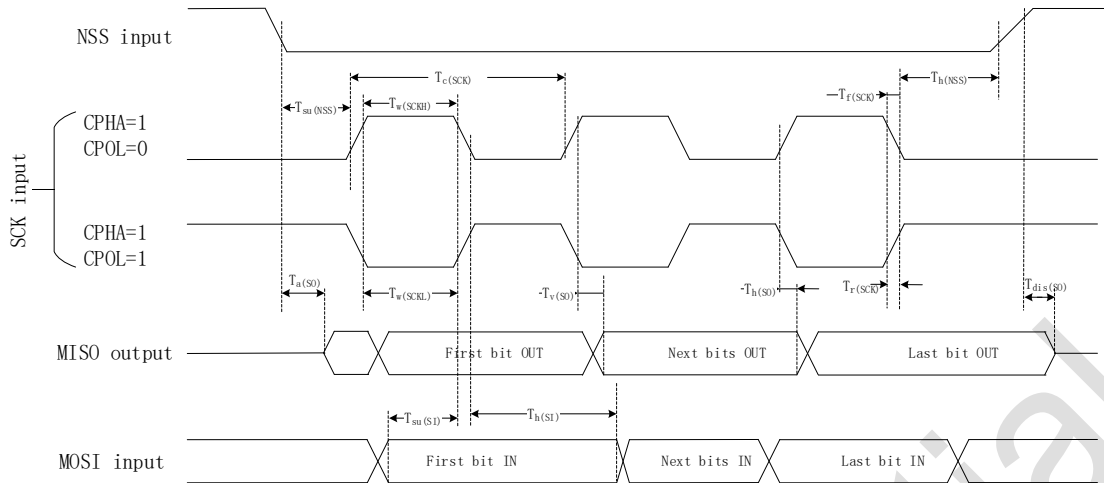 NSS input
Tc(SCK)
Th(NSS)
Tsu(NSS)
Tw(SCKH)
Tf(SCK)
CPHA=1
CPOL=0
SCK input
CPHA=1
CPOL=1
Ta(SO)
Tw(SCKL)
Tv(SO)
Th(SO)
Tr(SCK)
Tdis(SO)
MISO output
First bit OUT
Next bits OUT
Last bit OUT
Tsu(SI)
Th(SI)
MOSI input
First bit IN
Next bits IN
Last bit IN